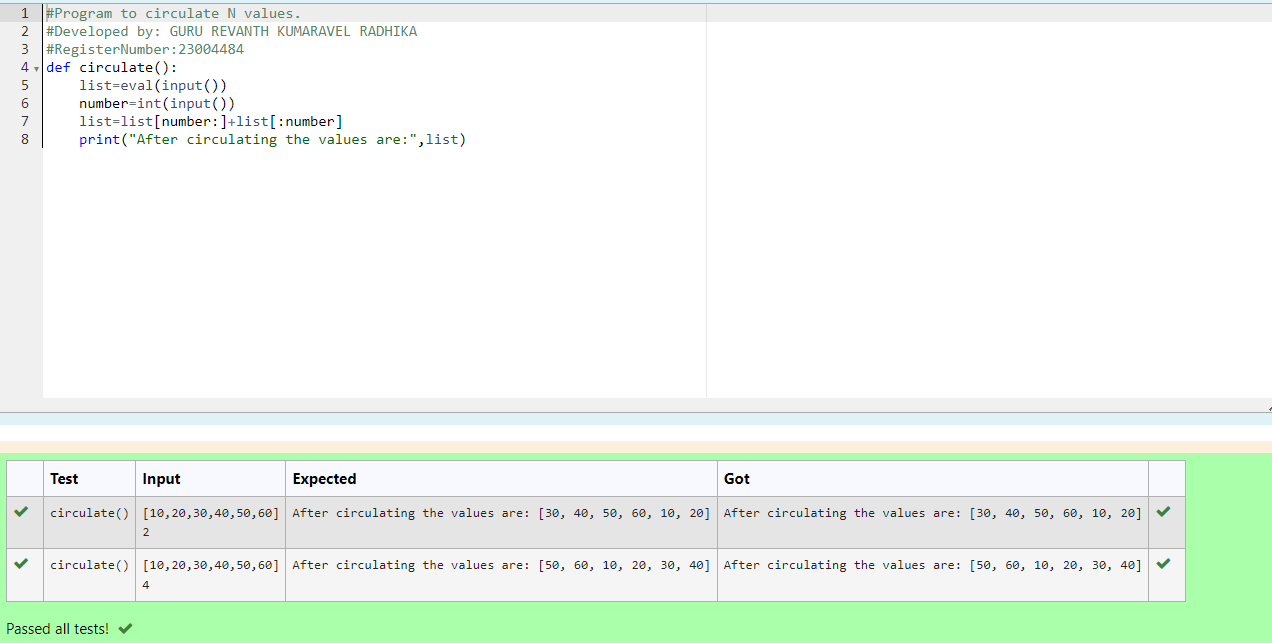 1 #Program to circulate N values.
2 #Developed by: GURU REVANTH KUMARAVEL RADHIKA
3 #RegisterNumber:23004484
4 def circulate():
5     list=eval(input())
6     number=int(input())
7     list=list[number:]+list[:number]
8     print("After circulating the values are:",list)
Test Input Expected Got
circulate() [10,20,30,40,50,60] After circulating the values are: [30, 40, 50, 60, 10, 20] After circulating the values are: [30, 40, 50, 60, 10, 20]
2
circulate() [10,20,30,40,50,60] After circulating the values are: [50, 60, 10, 20, 30, 40] After circulating the values are: [50, 60, 10, 20, 30, 40]
4
Passed all tests!